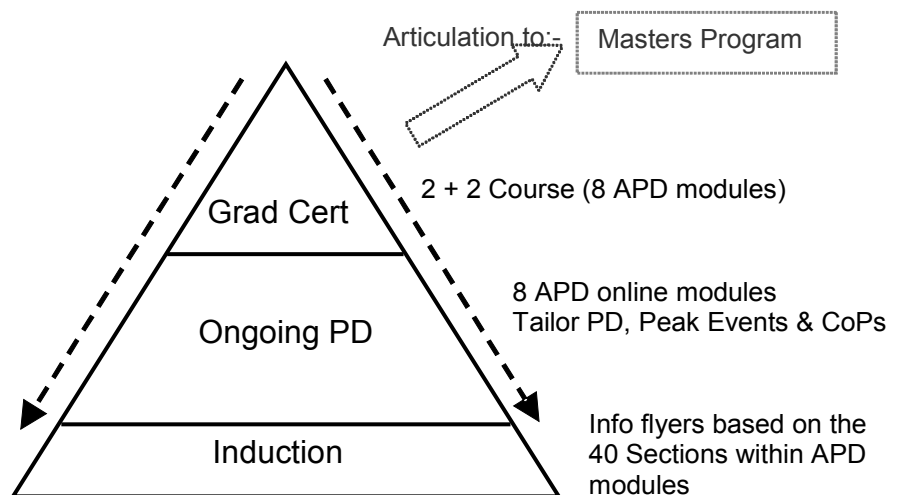 Articulation to:-
Masters Program
Grad Cert
2 + 2 Course (8 APD modules)
Ongoing PD
8 APD online modules
Tailor PD, Peak Events & CoPs
Induction
Info flyers based on the
40 Sections within APD
modules